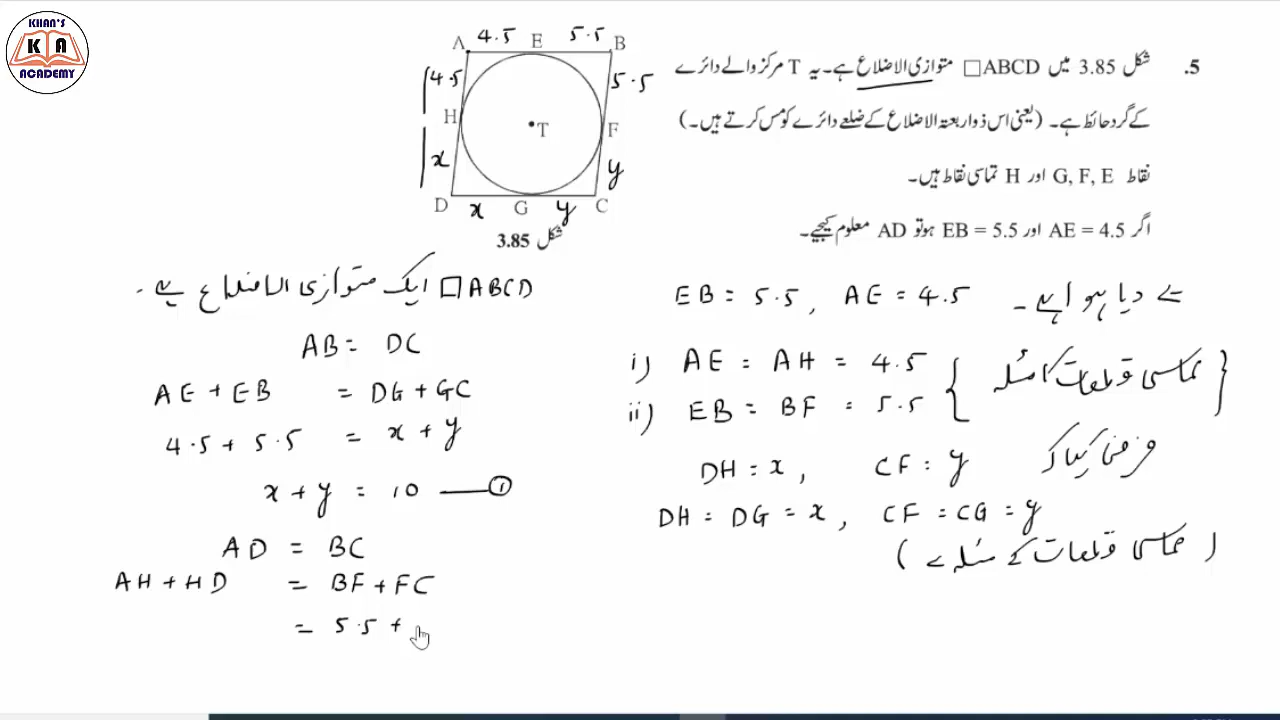 KHAN'S
K A
ACADEMY
5. شکل 3.85 میں □ABCD متوازی الاضلاع ہے۔ یہ T مرکز والے دائرے
کے گرد حائط ہے۔ (یعنی اس ذواربعتہ الاضلاع کے ضلعے دائرے کو مس کرتے ہیں۔)
نقاط G, F, E اور H تماسی نقاط ہیں۔
اگر AE = 4.5 اور EB = 5.5 ہو تو AD معلوم کیجیے۔
4.5 5.5
A E B
4.5 5.5
H T F
x y
D x G y C
شکل 3.85
دیا ہوا ہے۔ EB = 5.5 , AE = 4.5
i) AE = AH = 4.5
ii) EB = BF = 5.5
{ تماسی قطعات کا مسئلہ }
فرض کیا کہ DH = x , CF = y
DH = DG = x , CF = CG = y
(تماسی قطعات کے مسئلہ سے)
□ABCD ایک متوازی الاضلاع ہے۔
AB = DC
AE + EB = DG + GC
4.5 + 5.5 = x + y
x + y = 10 —— ①
AD = BC
AH + HD = BF + FC
= 5.5 +